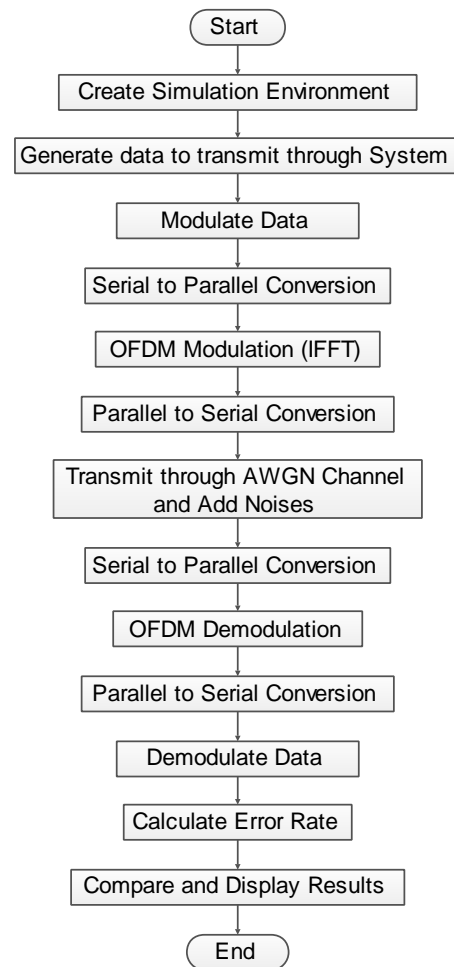 Start
Create Simulation Environment
Generate data to transmit through System
Modulate Data
Serial to Parallel Conversion
OFDM Modulation (IFFT)
Parallel to Serial Conversion
Transmit through AWGN Channel
and Add Noises
Serial to Parallel Conversion
OFDM Demodulation
Parallel to Serial Conversion
Demodulate Data
Calculate Error Rate
Compare and Display Results
End